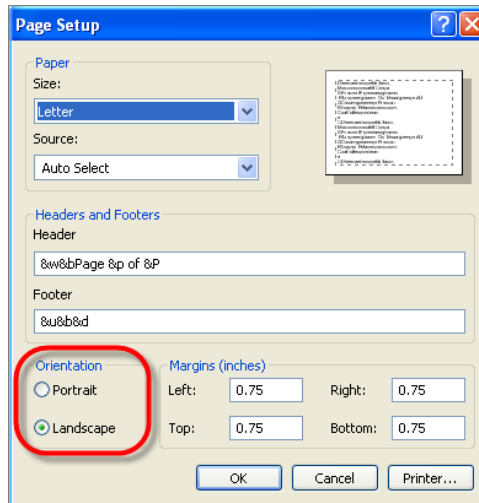 Page Setup
Paper
Size:
Letter
Source:
Auto Select
Headers and Footers
Header
&w&bPage &p of &P
Footer
&u&b&d
Orientation
Portrait
Landscape
Margins (inches)
Left: 0.75 Right: 0.75
Top: 0.75 Bottom: 0.75
OK Cancel Printer...